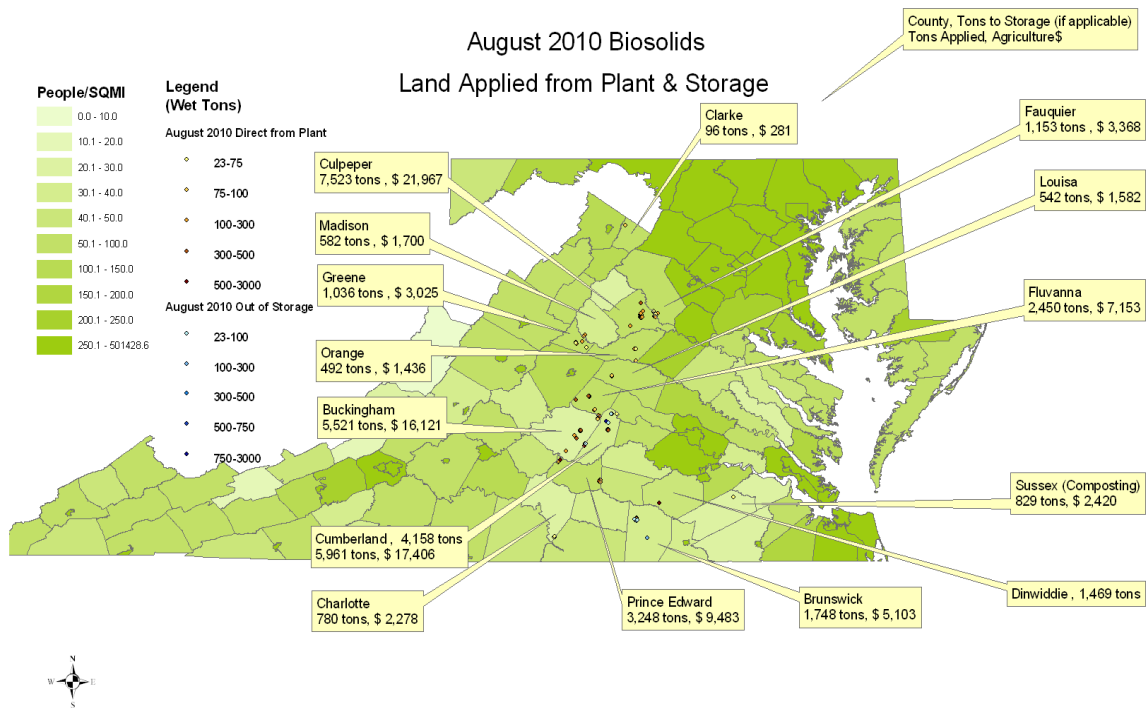 August 2010 Biosolids
Land Applied from Plant & Storage
County, Tons to Storage (if applicable)
Tons Applied, Agriculture$
People/SQMI
0.0 - 10.0
10.1 - 20.0
20.1 - 30.0
30.1 - 40.0
40.1 - 50.0
50.1 - 100.0
100.1 - 150.0
150.1 - 200.0
200.1 - 250.0
250.1 - 501428.6
Legend
(Wet Tons)
August 2010 Direct from Plant
23-75
75-100
100-300
300-500
500-3000
August 2010 Out of Storage
23-100
100-300
300-500
500-750
750-3000
Clarke
96 tons , $ 281
Fauquier
1,153 tons , $ 3,368
Culpeper
7,523 tons , $ 21,967
Louisa
542 tons, $ 1,582
Madison
582 tons , $ 1,700
Greene
1,036 tons , $ 3,025
Fluvanna
2,450 tons , $ 7,153
Orange
492 tons , $ 1,436
Buckingham
5,521 tons , $ 16,121
Sussex (Composting)
829 tons, $ 2,420
Cumberland , 4,158 tons
5,961 tons , $ 17,406
Dinwiddie , 1,469 tons
Charlotte
780 tons, $ 2,278
Prince Edward
3,248 tons, $ 9,483
Brunswick
1,748 tons , $ 5,103
N
W E
S